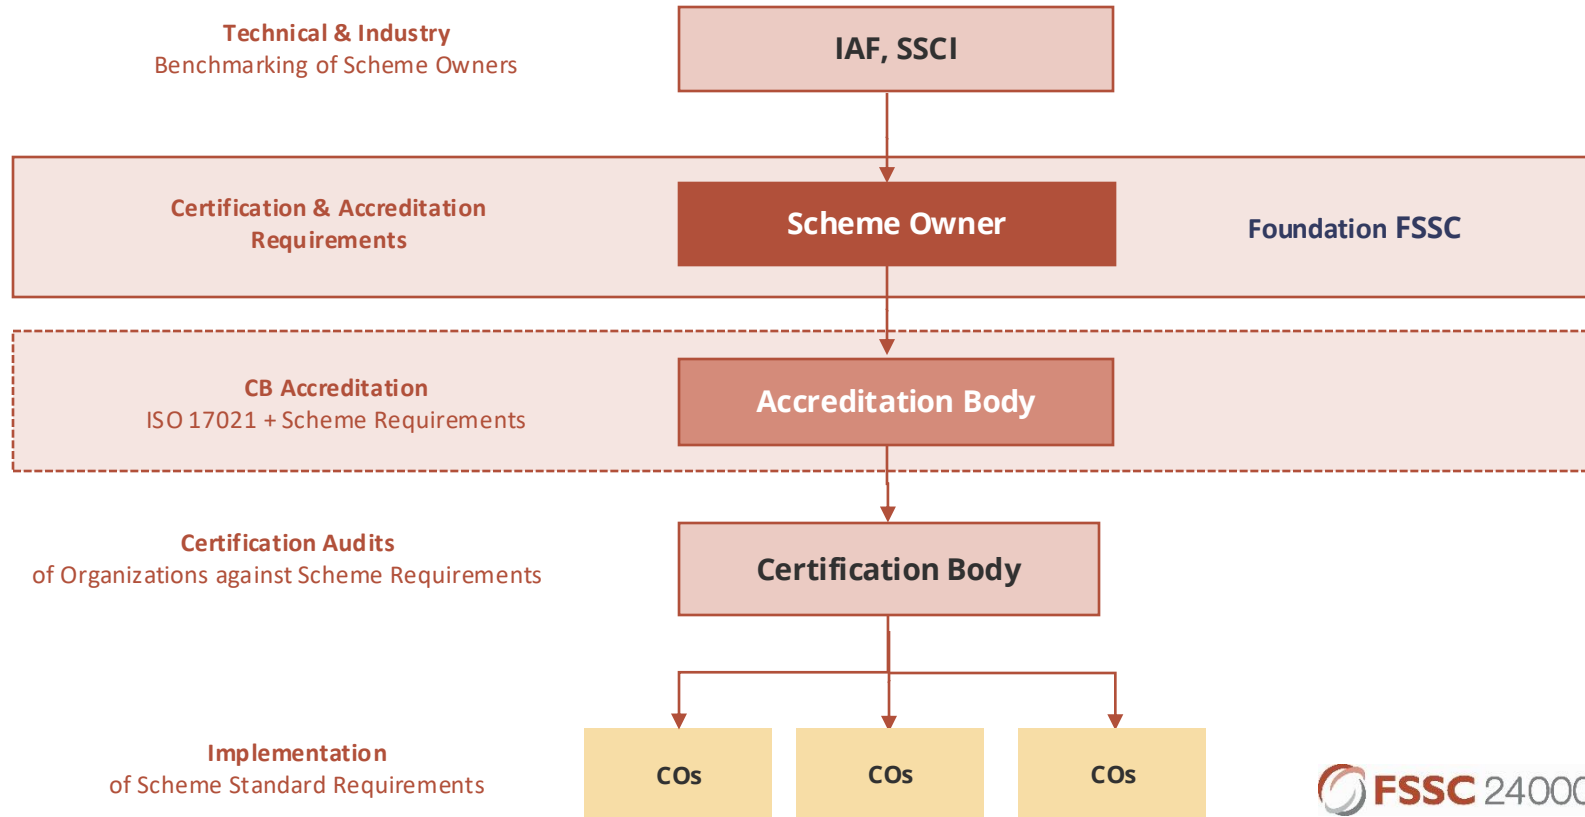 Technical & Industry
Benchmarking of Scheme Owners
IAF, SSCI
Certification & Accreditation
Requirements
Scheme Owner
Foundation FSSC
CB Accreditation
ISO 17021 + Scheme Requirements
Accreditation Body
Certification Audits
of Organizations against Scheme Requirements
Certification Body
Implementation
of Scheme Standard Requirements
COs
COs
COs
FSSC 24000